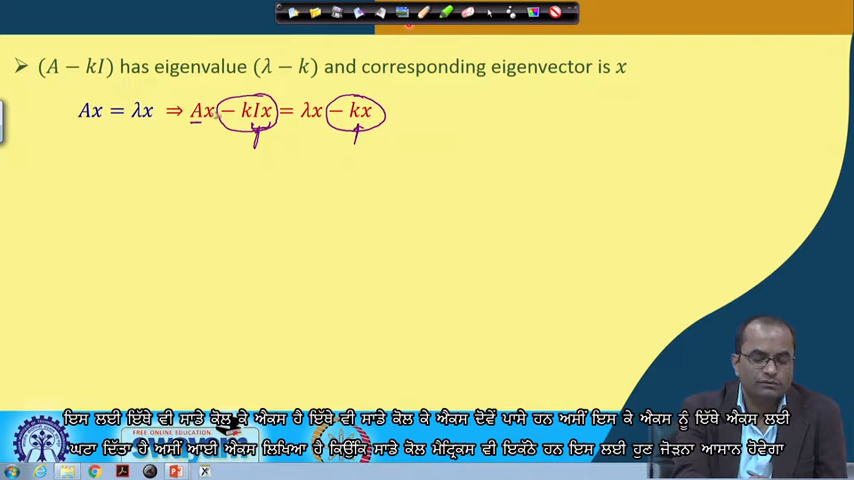 ➤ (A − kI) has eigenvalue (λ − k) and corresponding eigenvector is x
Ax = λx ⇒ Ax − kIx = λx − kx
ਇਸ ਲਈ ਇੱਥੇ ਵੀ ਸਾਡੇ ਕੋਲ ਕੇ ਐਕਸ ਹੈ ਇੱਥੇ ਵੀ ਸਾਡੇ ਕੋਲ ਕੇ ਐਕਸ ਦੋਵੇਂ ਪਾਸੇ ਹਨ ਅਸੀਂ ਇਸ ਕੇ ਐਕਸ ਨੂੰ ਇੱਥੇ ਐਕਸ ਲਈ
ਘਟਾ ਦਿੱਤਾ ਹੈ ਅਸੀਂ ਆਈ ਐਕਸ ਲਿਖਿਆ ਹੈ ਕਿਉਂਕਿ ਸਾਡੇ ਕੋਲ ਮੈਟ੍ਰਿਕਸ ਵੀ ਇਕੱਠੇ ਹਨ ਇਸ ਲਈ ਹੁਣ ਜੋੜਨਾ ਆਸਾਨ ਹੋਵੇਗਾ
FREE ONLINE EDUCATION